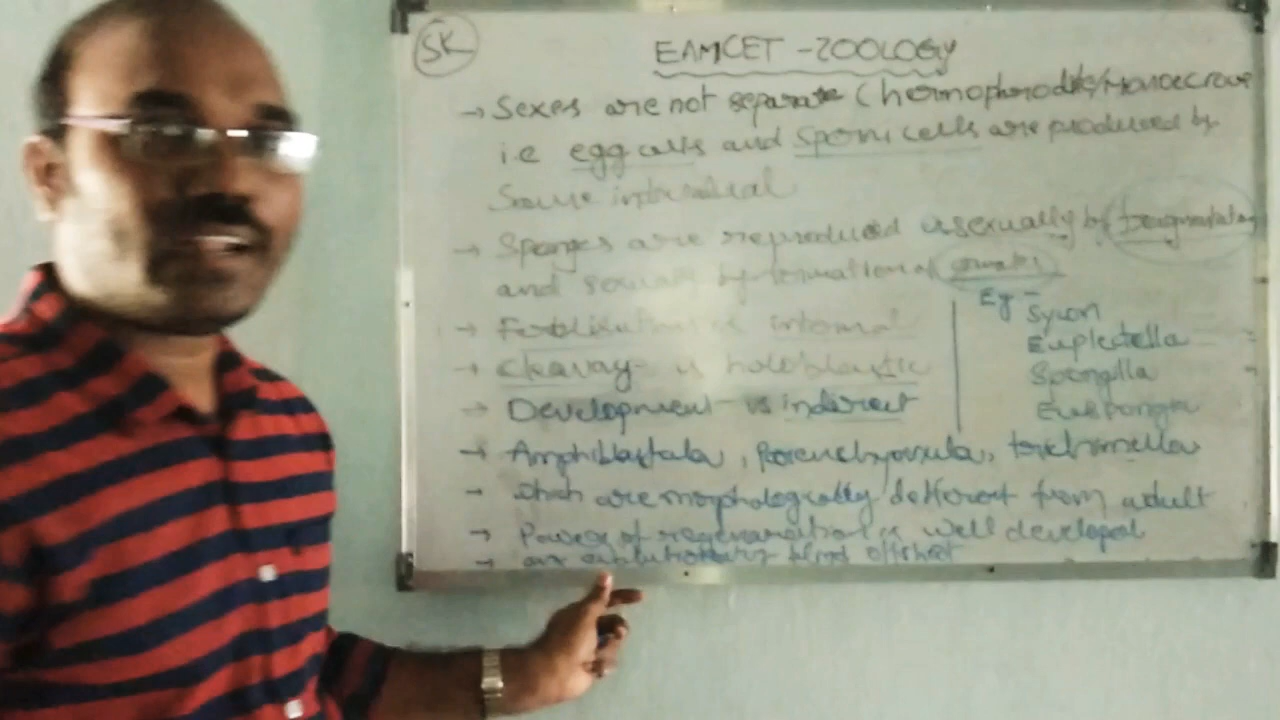 SK
EAMCET - ZOOLOGY
→ Sexes are not separate (hermophrodite/Monoecious
i.e egg cells and sperm cells are produced by
Same individual
→ Sponges are reproduced asexually by fragmentation
and sexually by formation of gametes
→ Fertilization is internal
→ Cleavage is holoblastic
→ Development is indirect
Eg - Sycon
Euplectella
Spongilla
Euspongia
→ Amphiblastula, Parenchymula, trichimella
→ Which are morphologically different from adult
→ Power of regeneration is well developed
→ are evolutionary blind offshoot